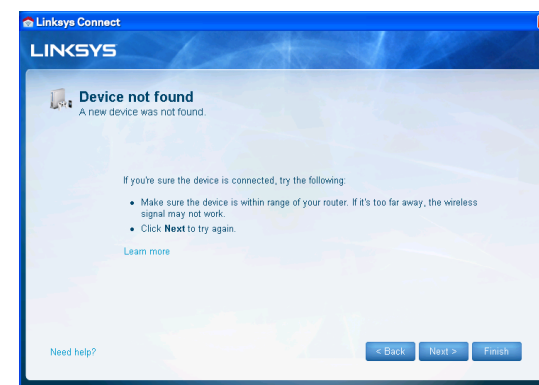 Linksys Connect
LINKSYS
Device not found
A new device was not found.
If you're sure the device is connected, try the following:
• Make sure the device is within range of your router. If it's too far away, the wireless
signal may not work.
• Click Next to try again.
Learn more
Need help?
< Back Next > Finish